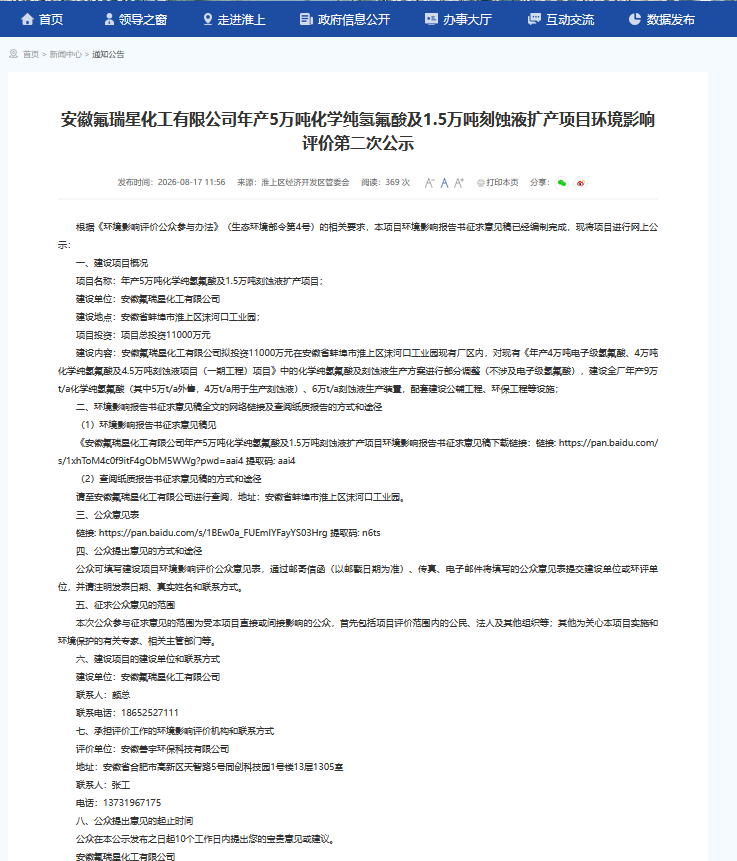 首页 领导之窗 走进淮上 政府信息公开 办事大厅 互动交流 数据发布
首页 > 新闻中心 > 通知公告
安徽氟瑞星化工有限公司年产5万吨化学纯氢氟酸及1.5万吨刻蚀液扩产项目环境影响
评价第二次公示
发布时间：2026-08-17 11:56 来源：淮上区经济开发区管委会 阅读：369 次 A- A A+ 打印本页 分享：
根据《环境影响评价公众参与办法》（生态环境部令第4号）的相关要求，本项目环境影响报告书征求意见稿已经编制完成，现将项目进行网上公
示：
一、建设项目概况
项目名称：年产5万吨化学纯氢氟酸及1.5万吨刻蚀液扩产项目；
建设单位：安徽氟瑞星化工有限公司
建设地点：安徽省蚌埠市淮上区沫河口工业园；
项目投资：项目总投资11000万元
建设内容：安徽氟瑞星化工有限公司拟投资11000万元在安徽省蚌埠市淮上区沫河口工业园现有厂区内，对现有《年产4万吨电子级氢氟酸、4万吨
化学纯氢氟酸及4.5万吨刻蚀液项目（一期工程）项目》中的化学纯氢氟酸及刻蚀液生产方案进行部分调整（不涉及电子级氢氟酸），建设全厂年产9万
t/a化学纯氢氟酸（其中5万t/a外售，4万t/a用于生产刻蚀液）、6万t/a刻蚀液生产装置，配套建设公辅工程、环保工程等设施；
二、环境影响报告书征求意见稿全文的网络链接及查阅纸质报告的方式和途径
（1）环境影响报告书征求意见稿见
《安徽氟瑞星化工有限公司年产5万吨化学纯氢氟酸及1.5万吨刻蚀液扩产项目环境影响报告书征求意见稿下载链接：链接: https://pan.baidu.com/
s/1xhToM4c0f9itF4gObM5WWg?pwd=aai4 提取码: aai4
（2）查阅纸质报告书征求意见稿的方式和途径
请至安徽氟瑞星化工有限公司进行查阅，地址：安徽省蚌埠市淮上区沫河口工业园。
三、公众意见表
链接: https://pan.baidu.com/s/1BEw0a_FUEmlYFayYS03Hrg 提取码: n6ts
四、公众提出意见的方式和途径
公众可填写建设项目环境影响评价公众意见表，通过邮寄信函（以邮戳日期为准）、传真、电子邮件将填写的公众意见表提交建设单位或环评单
位，并请注明发表日期、真实姓名和联系方式。
五、征求公众意见的范围
本次公众参与征求意见的范围为受本项目直接或间接影响的公众，首先包括项目评价范围内的公民、法人及其他组织等；其他为关心本项目实施和
环境保护的有关专家、相关主管部门等。
六、建设项目的建设单位和联系方式
建设单位：安徽氟瑞星化工有限公司
联系人：颜总
联系电话：18652527111
七、承担评价工作的环境影响评价机构和联系方式
评价单位：安徽善宇环保科技有限公司
地址：安徽省合肥市高新区天智路5号同创科技园1号楼13层1305室
联系人：张工
电话：13731967175
八、公众提出意见的起止时间
公众在本公示发布之日起10个工作日内提出您的宝贵意见或建议。
安徽氟瑞星化工有限公司